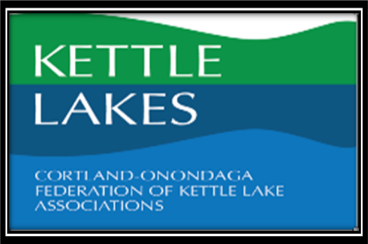 KETTLE
LAKES
CORTLAND-ONONDAGA
FEDERATION OF KETTLE LAKE
ASSOCIATIONS